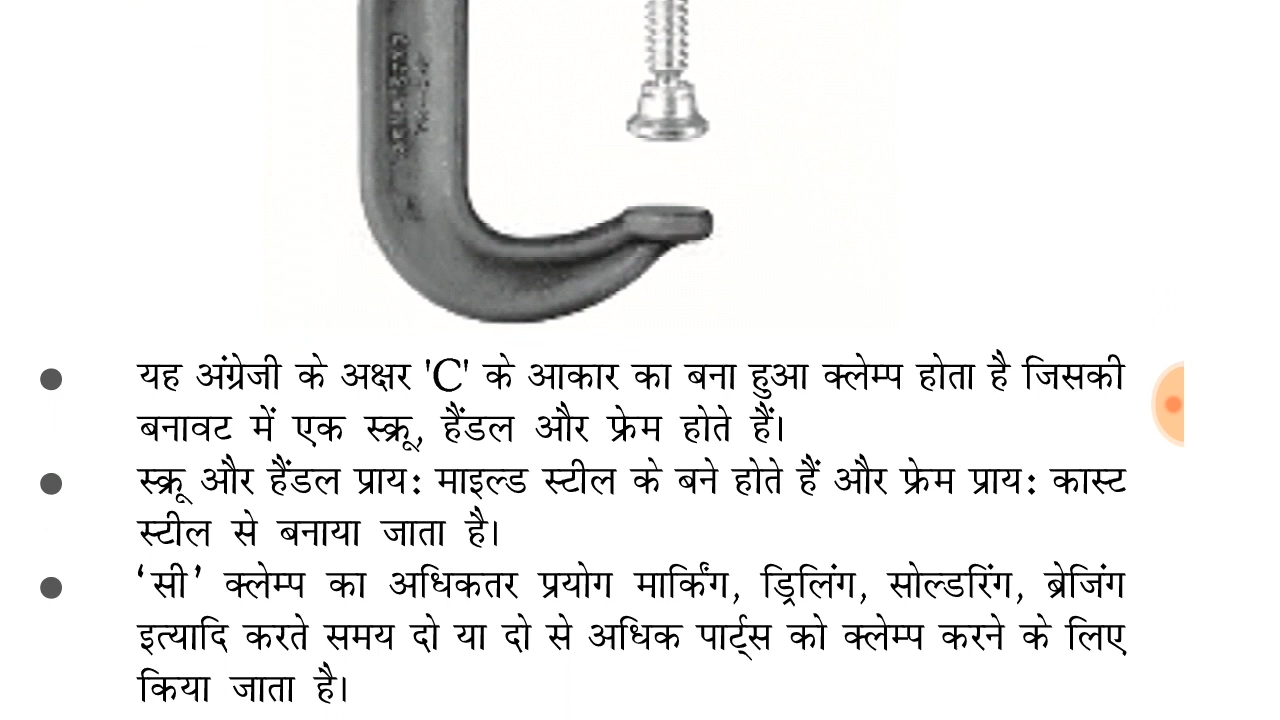 यह अंग्रेजी के अक्षर 'C' के आकार का बना हुआ क्लेम्प होता है जिसकी
बनावट में एक स्क्रू, हैंडल और फ्रेम होते हैं।
स्क्रू और हैंडल प्राय: माइल्ड स्टील के बने होते हैं और फ्रेम प्राय: कास्ट
स्टील से बनाया जाता है।
‘सी’ क्लेम्प का अधिकतर प्रयोग मार्किंग, ड्रिलिंग, सोल्डरिंग, ब्रेजिंग
इत्यादि करते समय दो या दो से अधिक पार्ट्स को क्लेम्प करने के लिए
किया जाता है।